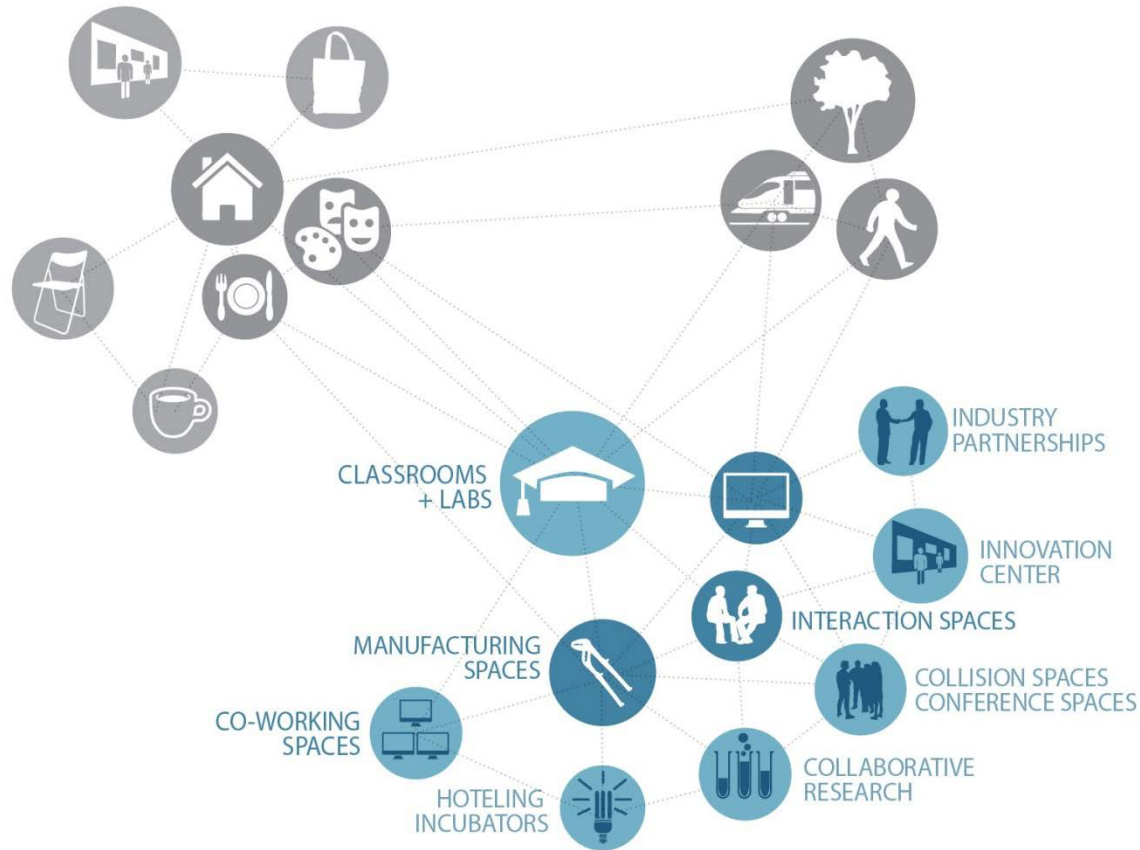 INDUSTRY
PARTNERSHIPS
CLASSROOMS
+ LABS
INNOVATION
CENTER
INTERACTION SPACES
MANUFACTURING
SPACES
COLLISION SPACES
CONFERENCE SPACES
CO-WORKING
SPACES
COLLABORATIVE
RESEARCH
HOTELING
INCUBATORS